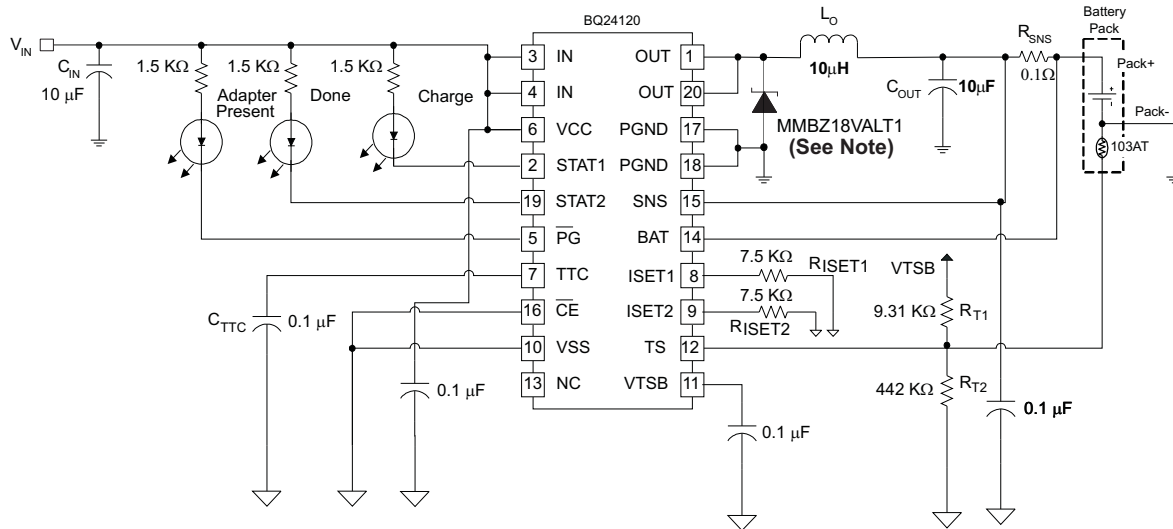 BQ24120
V_IN
C_IN
10 μF
1.5 KΩ
1.5 KΩ
1.5 KΩ
Adapter
Present
Done
Charge
3 IN
4 IN
6 VCC
2 STAT1
19 STAT2
5 P̅G̅
7 TTC
16 C̅E̅
10 VSS
13 NC
OUT 1
OUT 20
PGND 17
PGND 18
SNS 15
BAT 14
ISET1 8
ISET2 9
TS 12
VTSB 11
C_TTC
0.1 μF
0.1 μF
0.1 μF
L_O
10μH
MMBZ18VALT1
(See Note)
C_OUT
10μF
R_SNS
0.1Ω
Battery
Pack
Pack+
+
-
Pack-
103AT
7.5 KΩ
R_ISET1
7.5 KΩ
R_ISET2
VTSB
9.31 KΩ
R_T1
442 KΩ
R_T2
0.1 μF